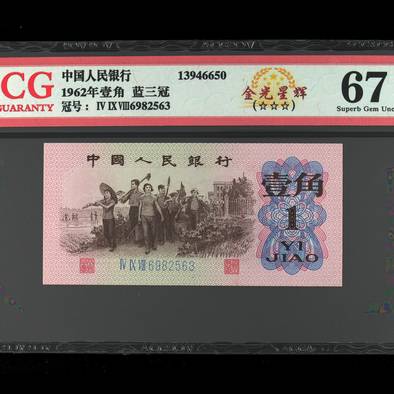 CG
GUARANTY
中国人民银行
1962年壹角 蓝三冠
冠号： IV IX VIII6982563
13946650
金光星辉
(☆☆☆)
67
Superb Gem Unc
中國人民銀行
壹角
1
YI
JIAO
IV IX VIII 6982563